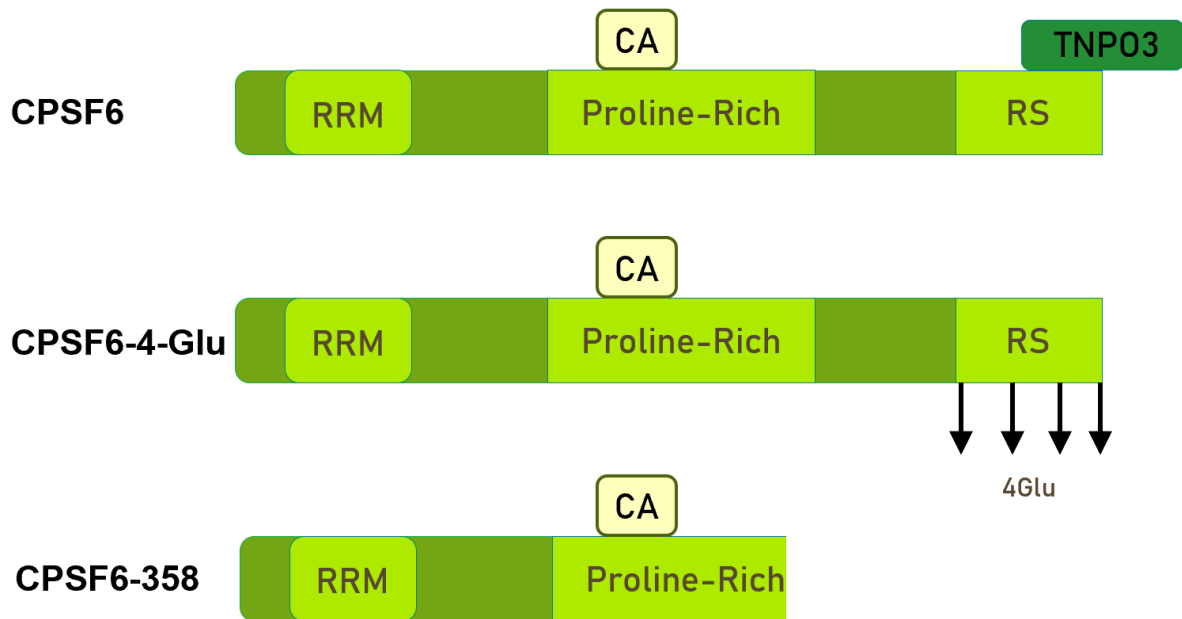 CA
TNPO3
CPSF6
RRM
Proline-Rich
RS
CA
CPSF6-4-Glu
RRM
Proline-Rich
RS
4Glu
CA
CPSF6-358
RRM
Proline-Rich